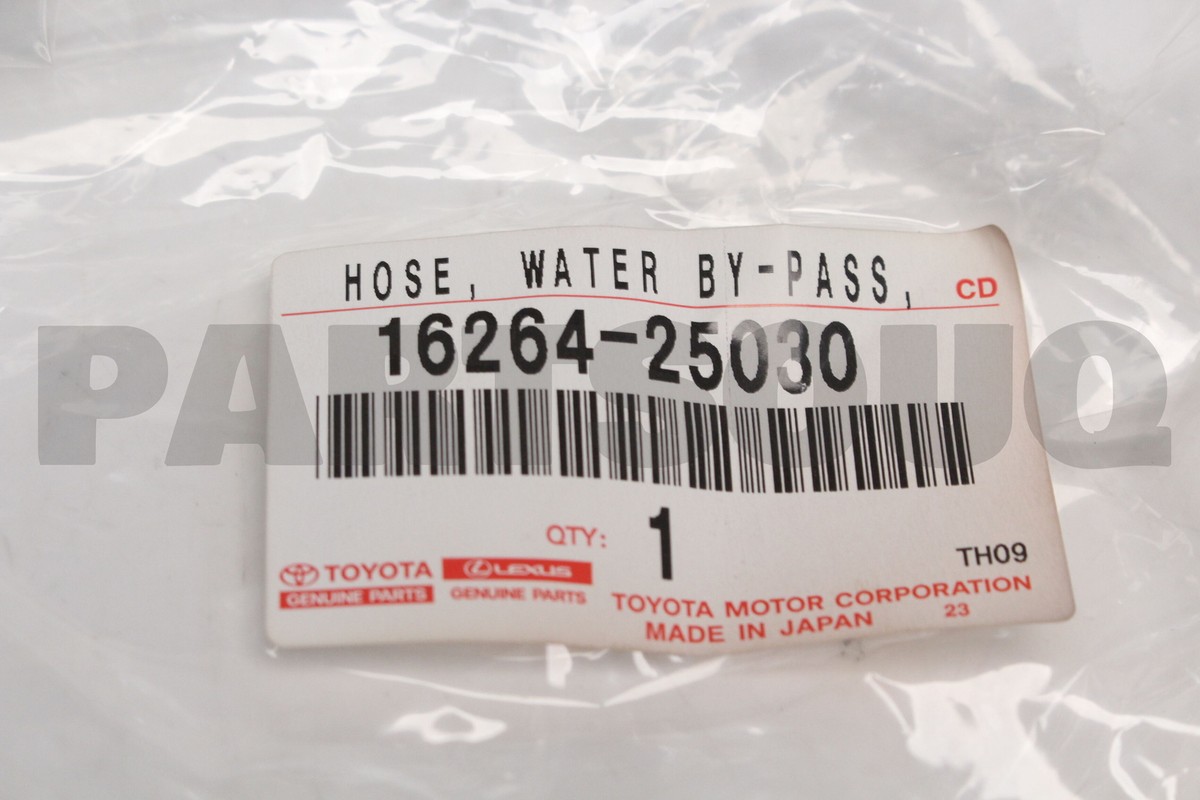 HOSE, WATER BY-PASS, CD
16264-25030
PARTSOUQ
QTY: 1
TH09
TOYOTA LEXUS
GENUINE PARTS GENUINE PARTS
TOYOTA MOTOR CORPORATION
MADE IN JAPAN 23